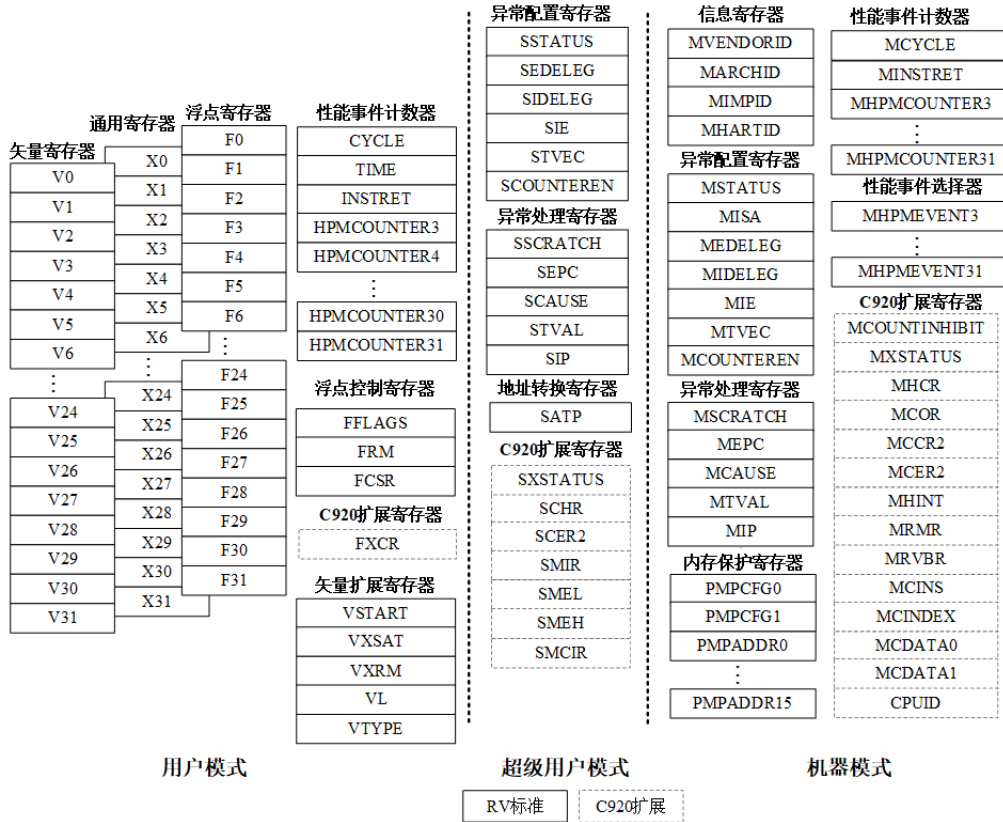 矢量寄存器
V0
V1
V2
V3
V4
V5
V6
⋮
V24
V25
V26
V27
V28
V29
V30
V31
通用寄存器
X0
X1
X2
X3
X4
X5
X6
⋮
X24
X25
X26
X27
X28
X29
X30
X31
浮点寄存器
F0
F1
F2
F3
F4
F5
F6
⋮
F24
F25
F26
F27
F28
F29
F30
F31
性能事件计数器
CYCLE
TIME
INSTRET
HPMCOUNTER3
HPMCOUNTER4
⋮
HPMCOUNTER30
HPMCOUNTER31
浮点控制寄存器
FFLAGS
FRM
FCSR
C920扩展寄存器
FXCR
矢量扩展寄存器
VSTART
VXSAT
VXRM
VL
VTYPE
用户模式
异常配置寄存器
SSTATUS
SEDELEG
SIDELEG
SIE
STVEC
SCOUNTEREN
异常处理寄存器
SSCRATCH
SEPC
SCAUSE
STVAL
SIP
地址转换寄存器
SATP
C920扩展寄存器
SXSTATUS
SCHR
SCER2
SMIR
SMEL
SMEH
SMCIR
超级用户模式
信息寄存器
MVENDORID
MARCHID
MIMPID
MHARTID
异常配置寄存器
MSTATUS
MISA
MEDELEG
MIDELEG
MIE
MTVEC
MCOUNTEREN
异常处理寄存器
MSCRATCH
MEPC
MCAUSE
MTVAL
MIP
内存保护寄存器
PMPCFG0
PMPCFG1
PMPADDR0
⋮
PMPADDR15
性能事件计数器
MCYCLE
MINSTRET
MHPMCOUNTER3
⋮
MHPMCOUNTER31
性能事件选择器
MHPMEVENT3
⋮
MHPMEVENT31
C920扩展寄存器
MCOUNTINHIBIT
MXSTATUS
MHCR
MCOR
MCCR2
MCER2
MHINT
MRMR
MRVBR
MCINS
MCINDEX
MCDATA0
MCDATA1
CPUID
机器模式
RV标准
C920扩展